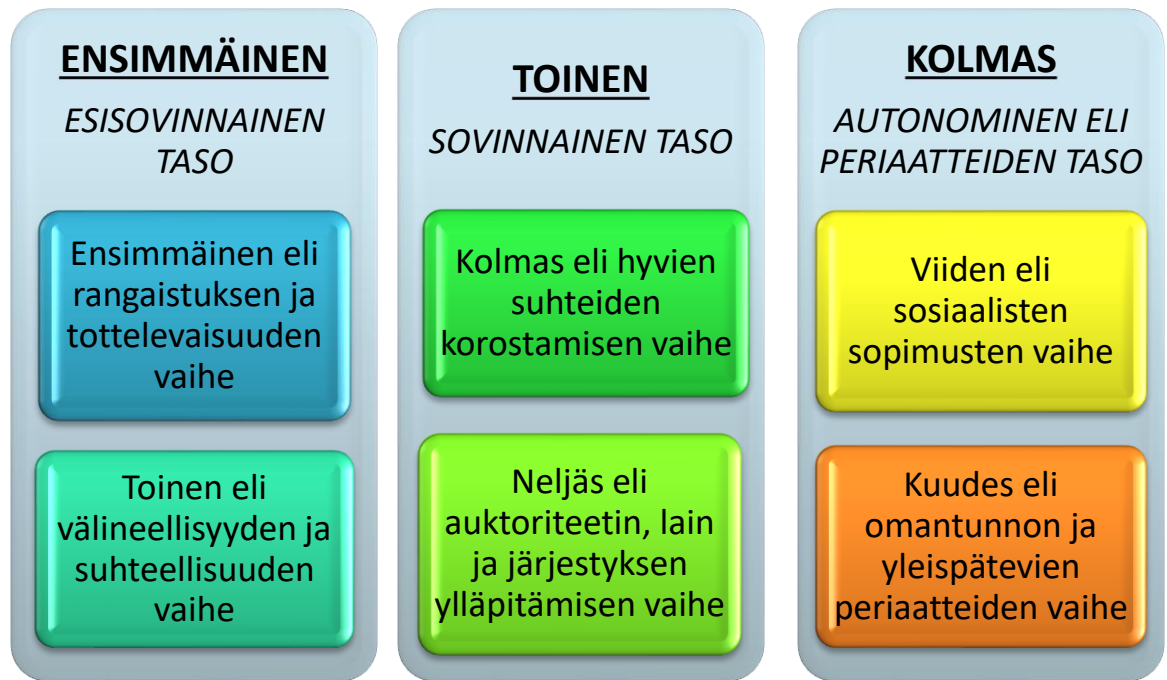 ENSIMMÄINEN
ESISOVINNAINEN
TASO
Ensimmäinen eli
rangaistuksen ja
tottelevaisuuden
vaihe
Toinen eli
välineellisyyden ja
suhteellisuuden
vaihe
TOINEN
SOVINNAINEN TASO
Kolmas eli hyvien
suhteiden
korostamisen vaihe
Neljäs eli
auktoriteetin, lain
ja järjestyksen
ylläpitämisen vaihe
KOLMAS
AUTONOMINEN ELI
PERIAATTEIDEN TASO
Viiden eli
sosiaalisten
sopimusten vaihe
Kuudes eli
omantunnon ja
yleispätevien
periaatteiden vaihe